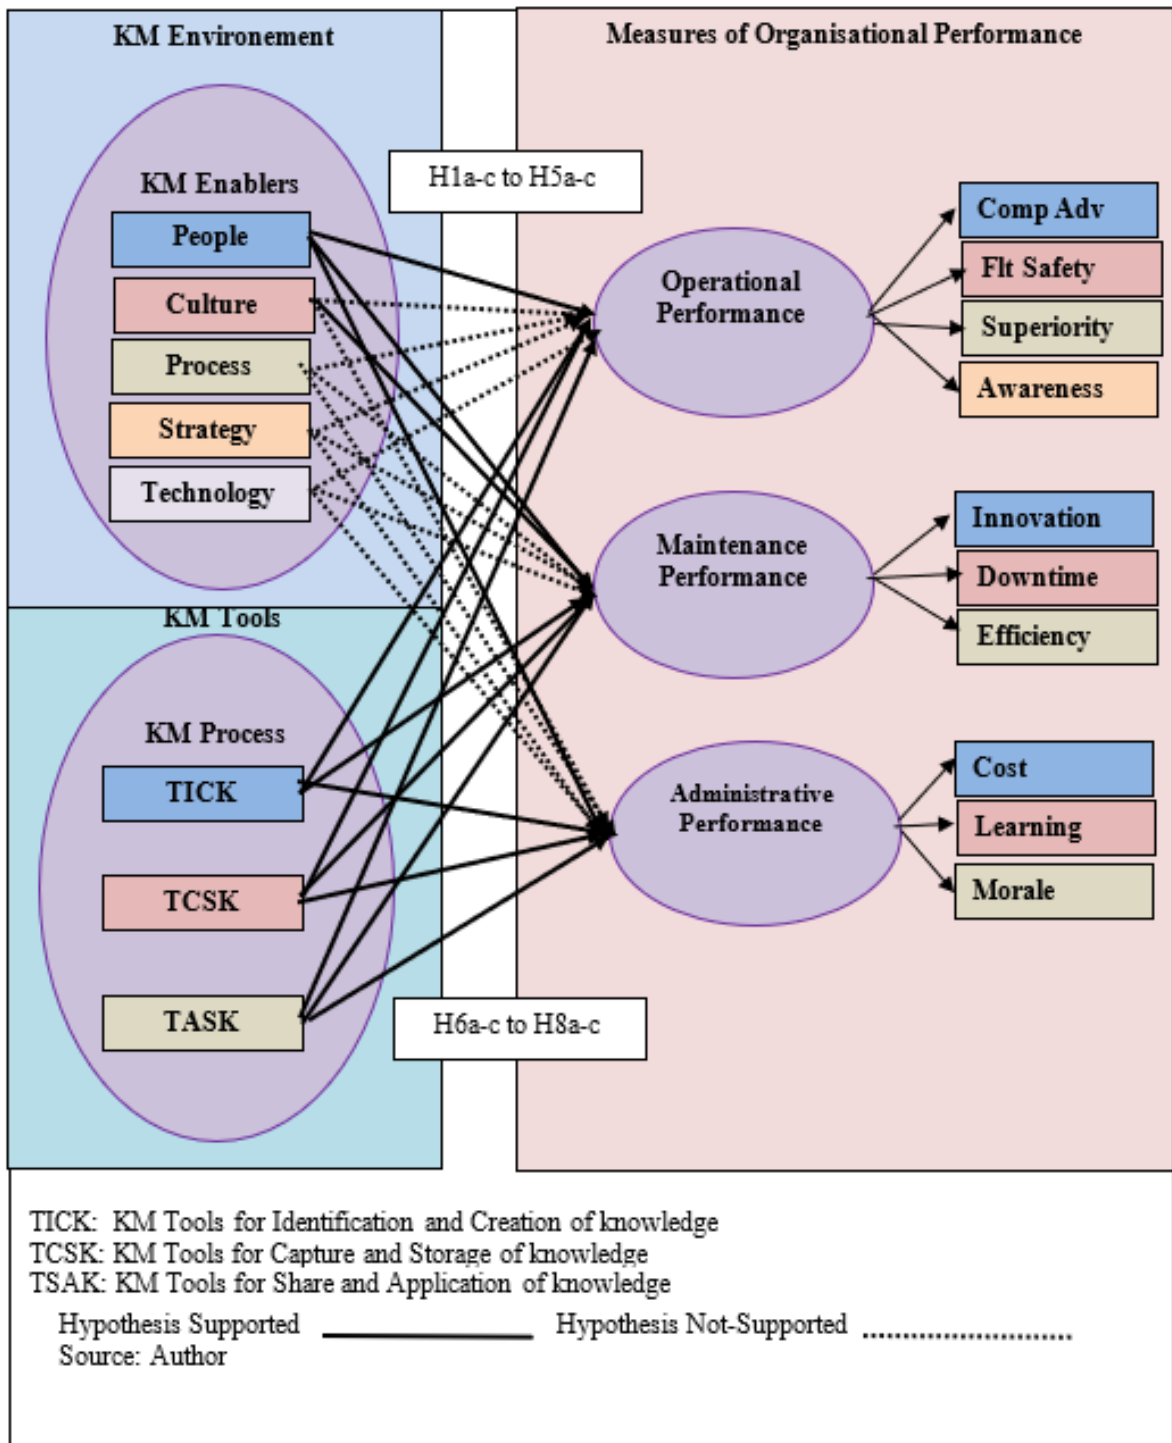 KM Environement
KM Enablers
People
Culture
Process
Strategy
Technology
KM Tools
KM Process
TICK
TCSK
TASK
H1a-c to H5a-c
H6a-c to H8a-c
Measures of Organisational Performance
Operational
Performance
Comp Adv
Flt Safety
Superiority
Awareness
Maintenance
Performance
Innovation
Downtime
Efficiency
Administrative
Performance
Cost
Learning
Morale
TICK: KM Tools for Identification and Creation of knowledge
TCSK: KM Tools for Capture and Storage of knowledge
TSAK: KM Tools for Share and Application of knowledge
Hypothesis Supported Hypothesis Not-Supported
Source: Author